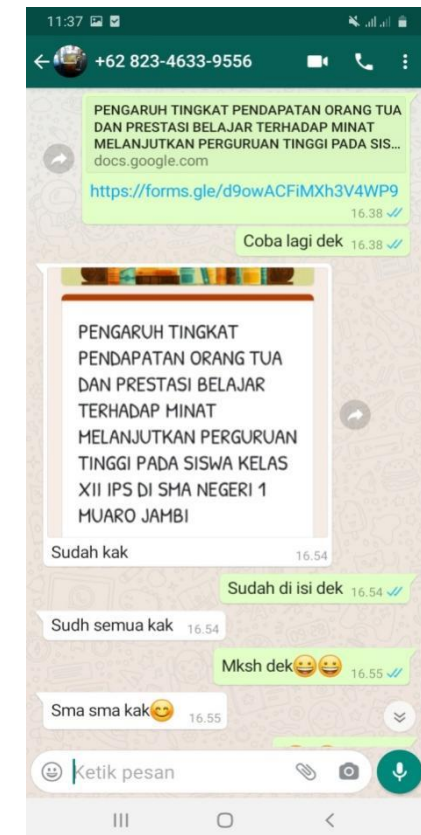 11:37
+62 823-4633-9556
PENGARUH TINGKAT PENDAPATAN ORANG TUA
DAN PRESTASI BELAJAR TERHADAP MINAT
MELANJUTKAN PERGURUAN TINGGI PADA SIS...
docs.google.com
https://forms.gle/d9owACFiMXh3V4WP9
16.38
Coba lagi dek 16.38
PENGARUH TINGKAT
PENDAPATAN ORANG TUA
DAN PRESTASI BELAJAR
TERHADAP MINAT
MELANJUTKAN PERGURUAN
TINGGI PADA SISWA KELAS
XII IPS DI SMA NEGERI 1
MUARO JAMBI
Sudah kak 16.54
Sudah di isi dek 16.54
Sudh semua kak 16.54
Mksh dek😀😀 16.55
Sma sma kak😊 16.55
Ketik pesan